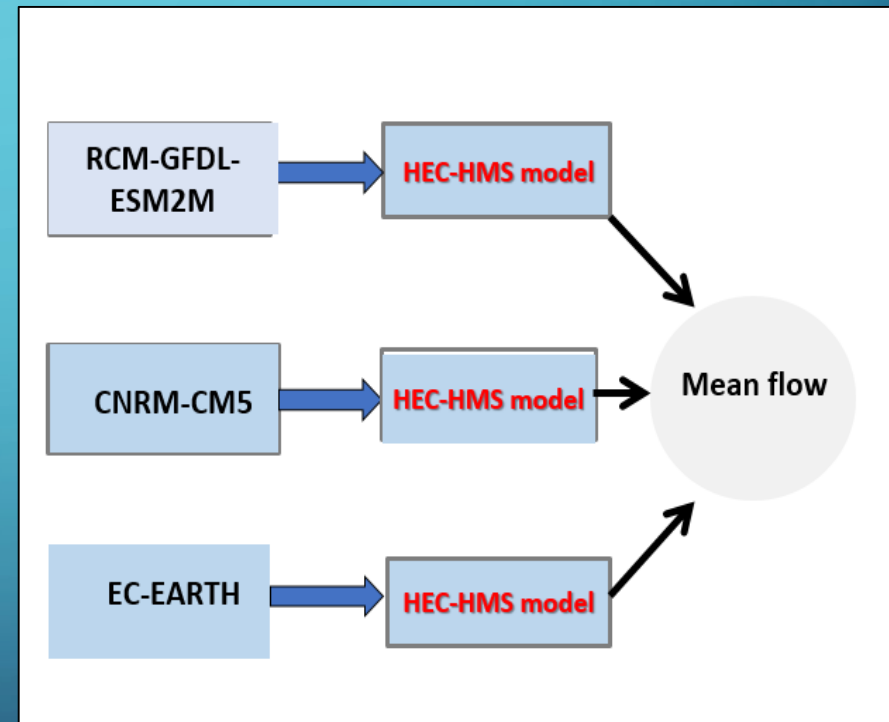 RCM-GFDL-
ESM2M
HEC-HMS model
CNRM-CM5
HEC-HMS model
Mean flow
EC-EARTH
HEC-HMS model